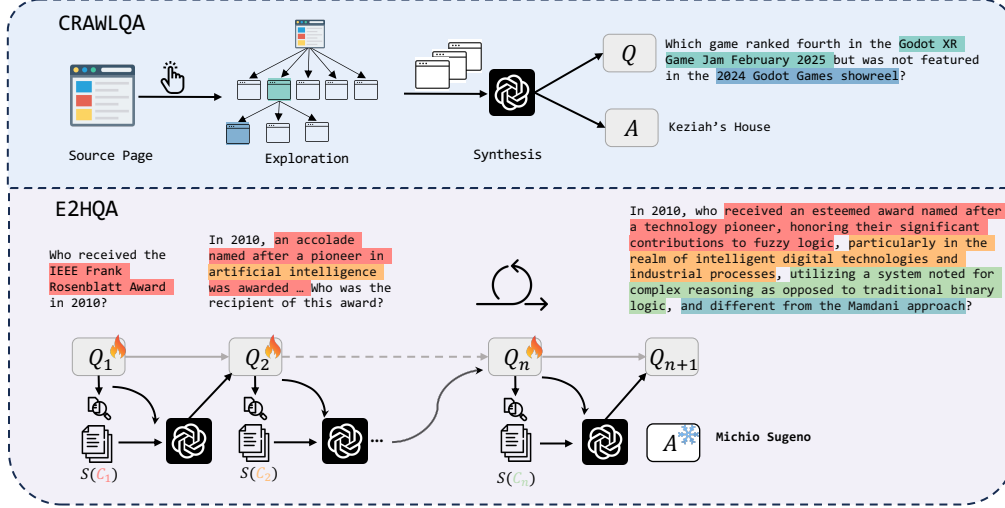 CRAWLQA
Source Page
Exploration
Synthesis
Q
Which game ranked fourth in the Godot XR
Game Jam February 2025 but was not featured
in the 2024 Godot Games showreel?
A
Keziah's House
E2HQA
Who received the
IEEE Frank
Rosenblatt Award
in 2010?
In 2010, an accolade
named after a pioneer in
artificial intelligence
was awarded … Who was the
recipient of this award?
In 2010, who received an esteemed award named after
a technology pioneer, honoring their significant
contributions to fuzzy logic, particularly in the
realm of intelligent digital technologies and
industrial processes, utilizing a system noted for
complex reasoning as opposed to traditional binary
logic, and different from the Mamdani approach?
Q1
Q2
Qn
Qn+1
...
S(C1)
S(C2)
S(Cn)
A
Michio Sugeno